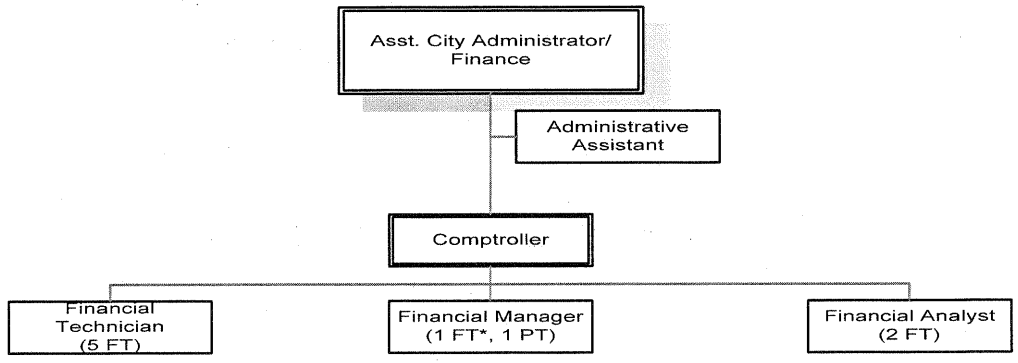 Asst. City Administrator/
Finance
Administrative
Assistant
Comptroller
Financial
Technician
(5 FT)
Financial Manager
(1 FT*, 1 PT)
Financial Analyst
(2 FT)